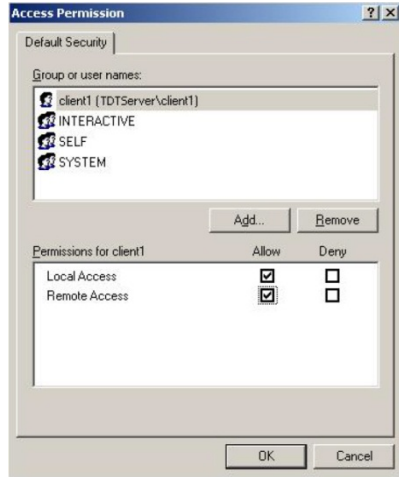 Access Permission
Default Security
Group or user names:
client1 (TDTServer\client1)
INTERACTIVE
SELF
SYSTEM
Add... Remove
Permissions for client1 Allow Deny
Local Access
Remote Access
OK Cancel